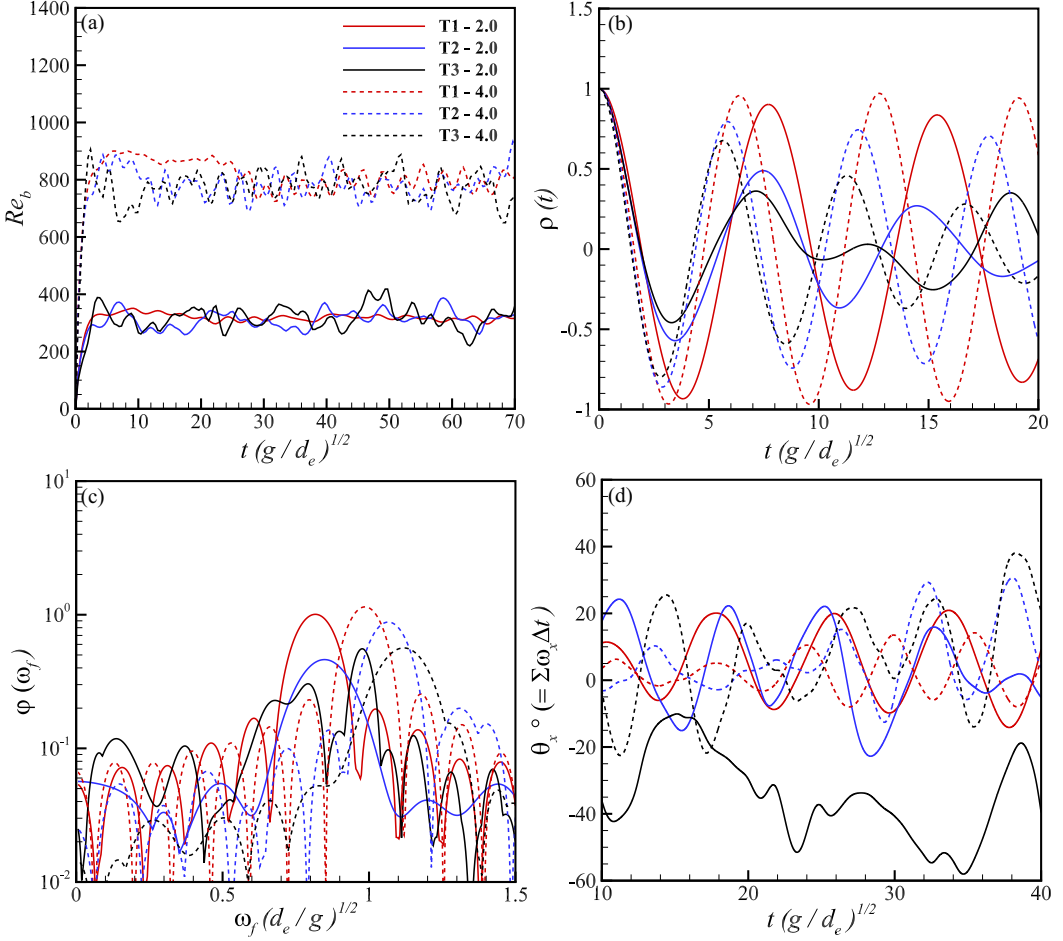 (a)
T1 - 2.0
T2 - 2.0
T3 - 2.0
T1 - 4.0
T2 - 4.0
T3 - 4.0
Re_b
1400
1200
1000
800
600
400
200
0
0 10 20 30 40 50 60 70
t (g / d_e)^{1/2}
(b)
ρ (t)
1.5
1
0.5
0
-0.5
-1
0 5 10 15 20
t (g / d_e)^{1/2}
(c)
φ (ω_f)
10^1
10^0
10^{-1}
10^{-2}
0 0.5 1 1.5
ω_f (d_e / g)^{1/2}
(d)
θ_x° (= Σω_x Δt)
60
40
20
0
-20
-40
-60
10 20 30 40
t (g / d_e)^{1/2}